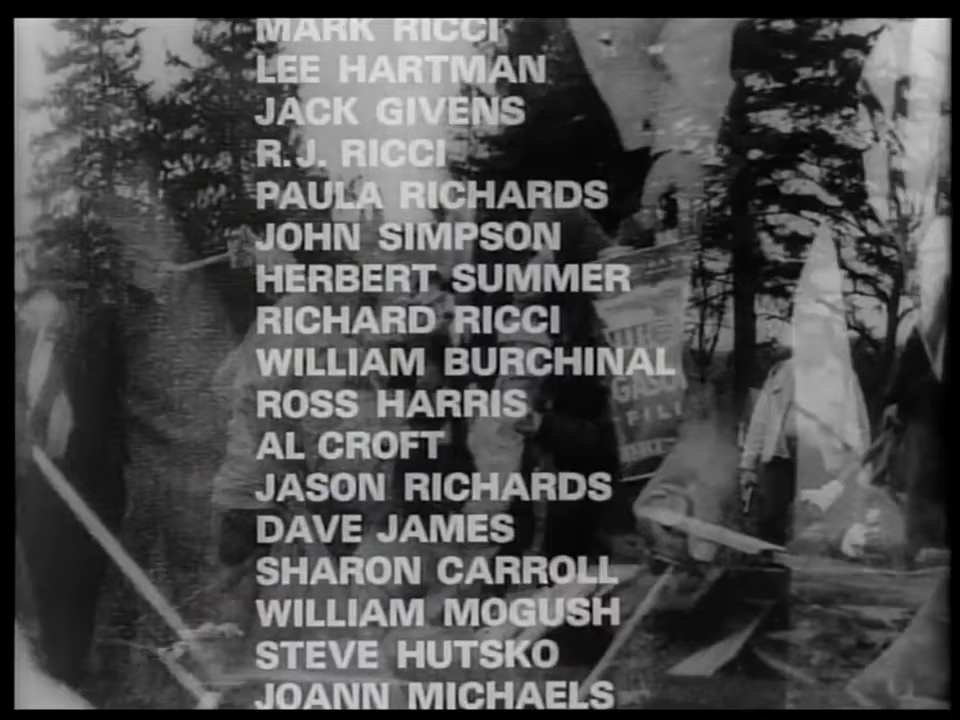 MARK RICCI
LEE HARTMAN
JACK GIVENS
R.J. RICCI
PAULA RICHARDS
JOHN SIMPSON
HERBERT SUMMER
RICHARD RICCI
WILLIAM BURCHINAL
ROSS HARRIS
AL CROFT
JASON RICHARDS
DAVE JAMES
SHARON CARROLL
WILLIAM MOGUSH
STEVE HUTSKO
JOANN MICHAELS